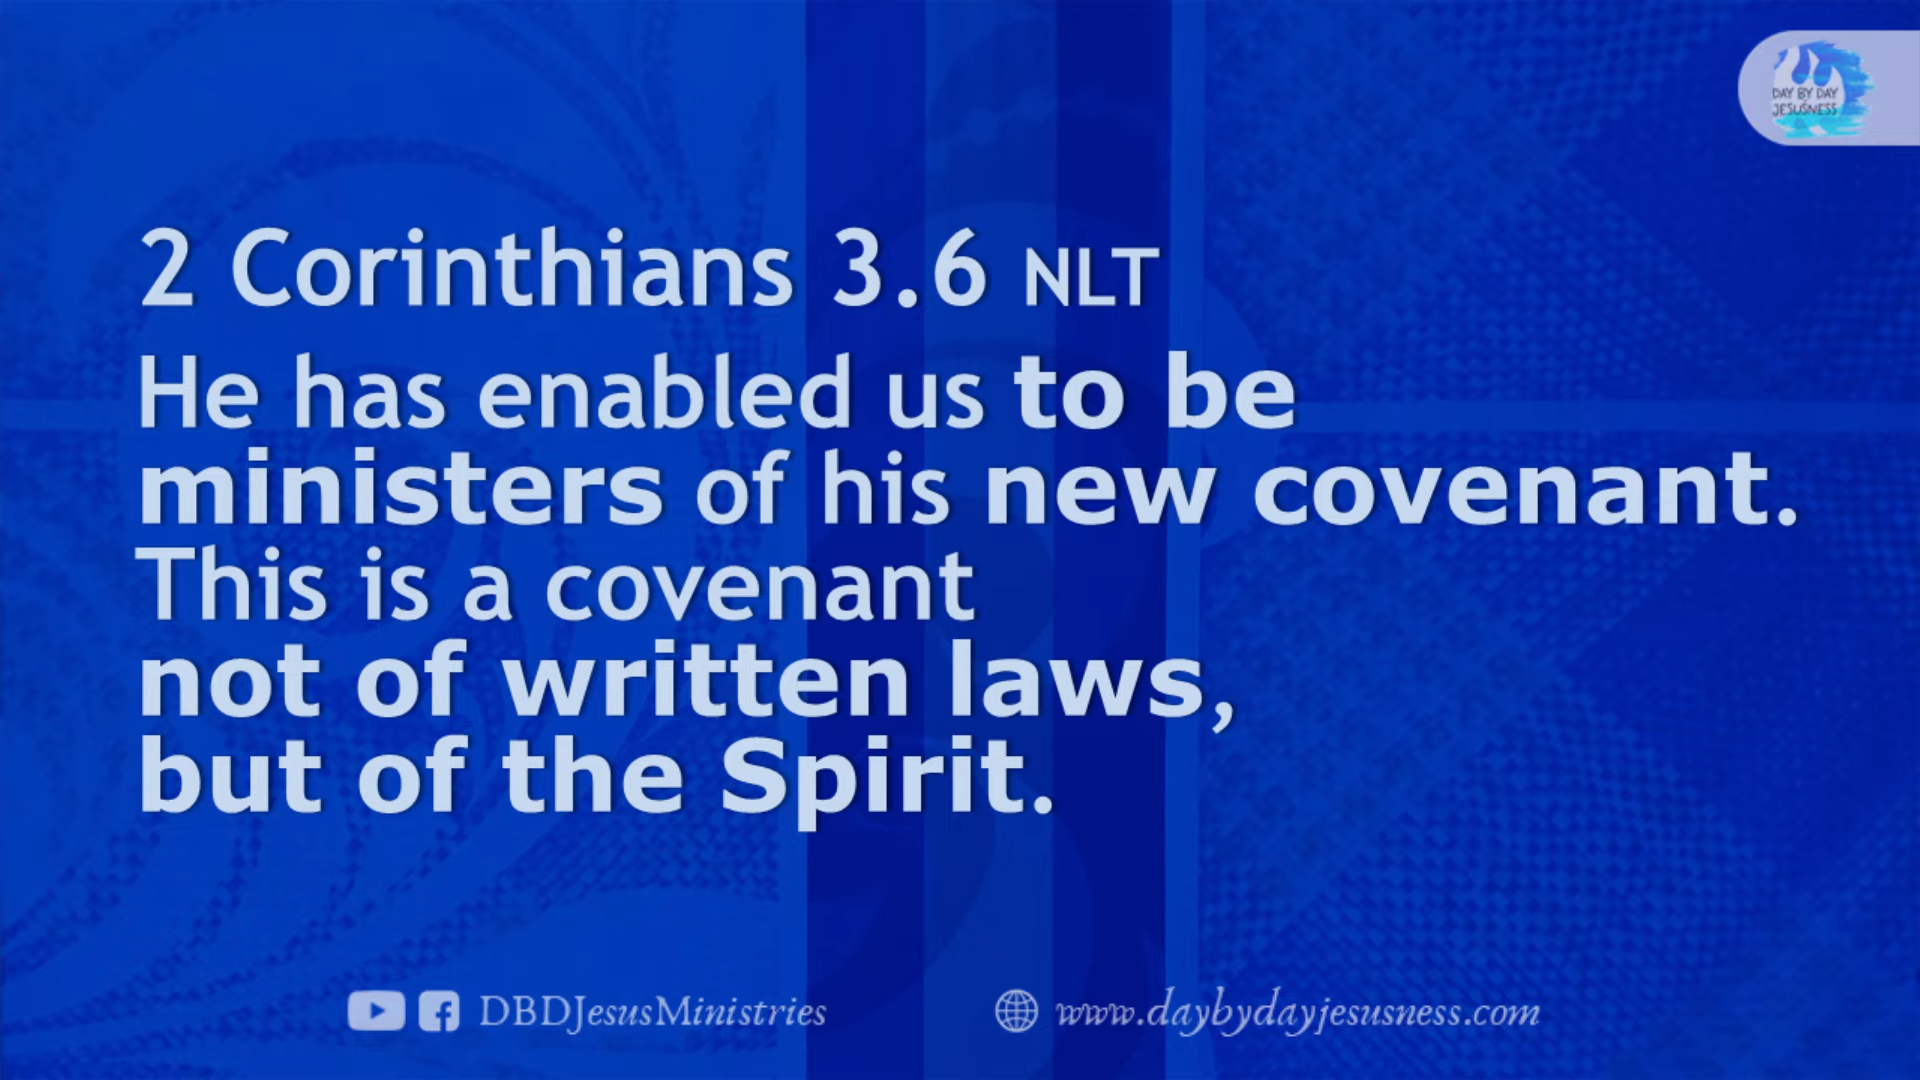 DAY BY DAY
JESUSNESS
2 Corinthians 3.6 NLT
He has enabled us to be
ministers of his new covenant.
This is a covenant
not of written laws,
but of the Spirit.
DBDJesusMinistries
www.daybydayjesusness.com